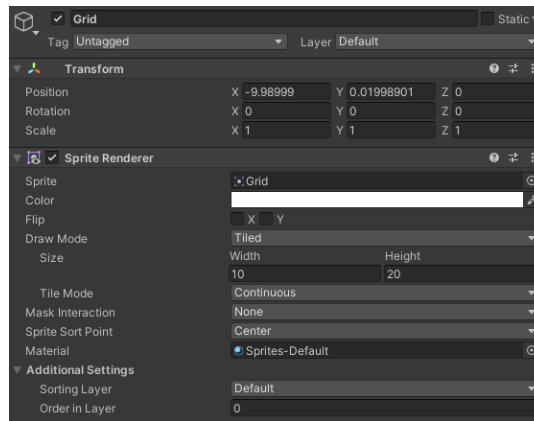 Grid Static
Tag Untagged Layer Default
Transform
Position X -9.98999 Y 0.01998901 Z 0
Rotation X 0 Y 0 Z 0
Scale X 1 Y 1 Z 1
Sprite Renderer
Sprite Grid
Color
Flip X Y
Draw Mode Tiled
Size Width Height
10 20
Tile Mode Continuous
Mask Interaction None
Sprite Sort Point Center
Material Sprites-Default
Additional Settings
Sorting Layer Default
Order in Layer 0